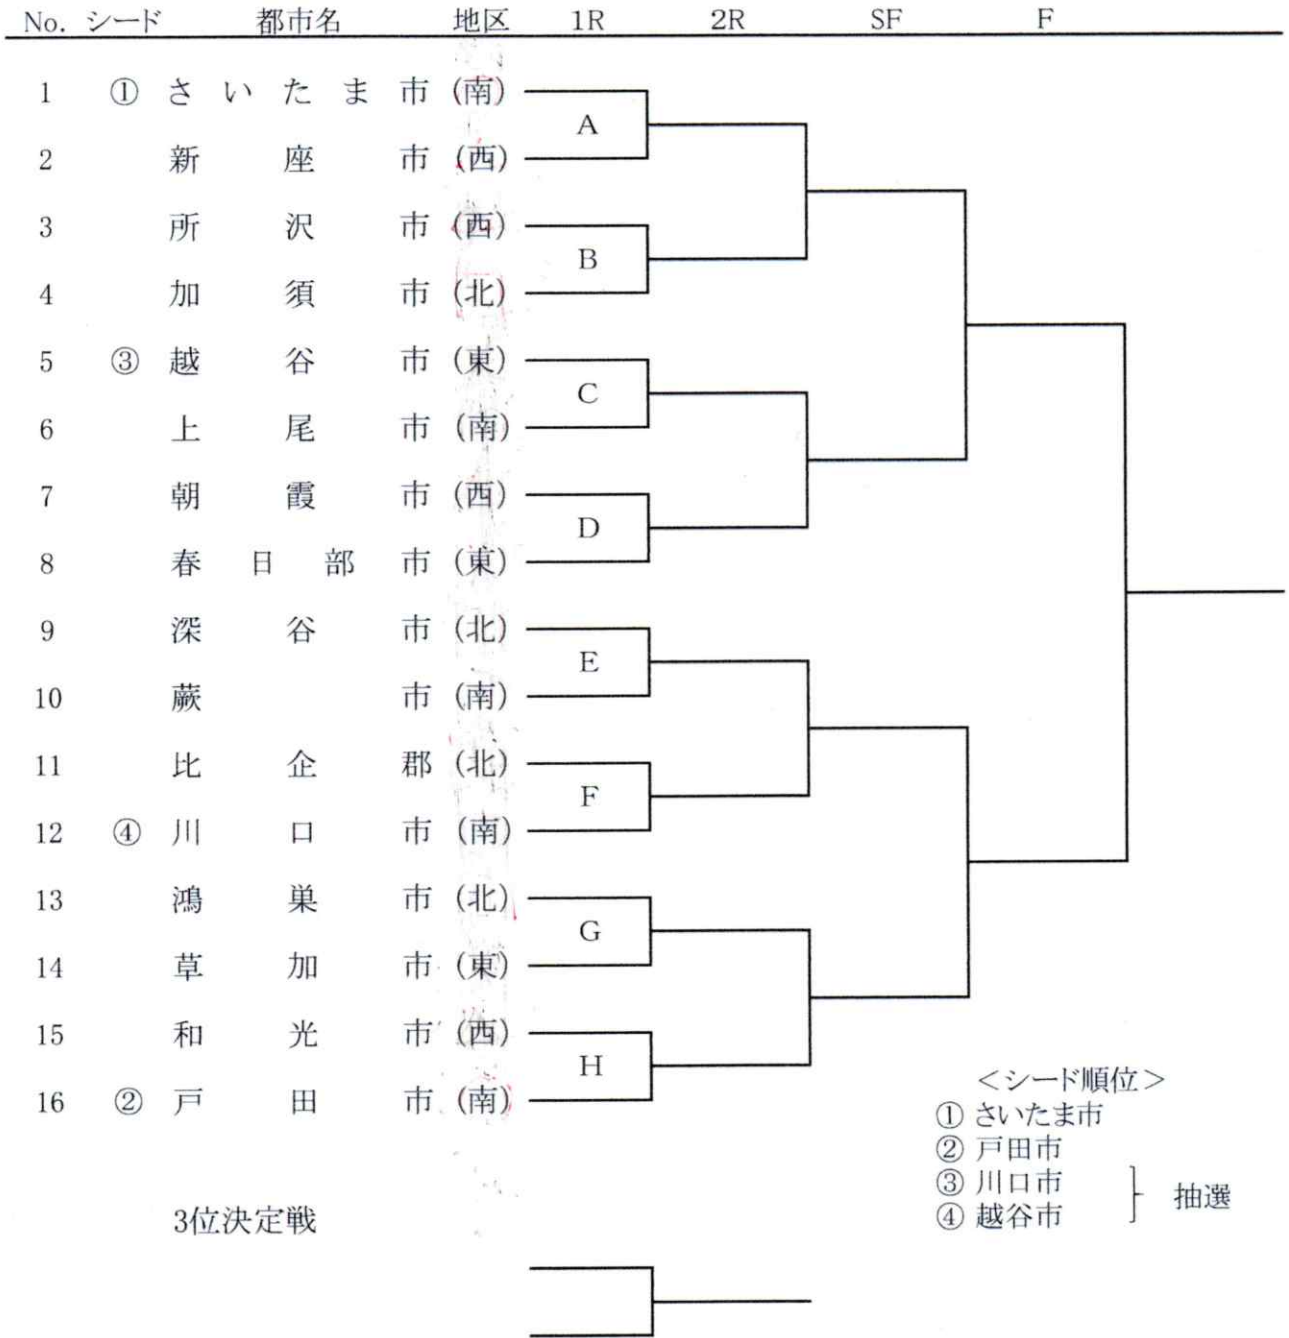 No. シード 都市名 地区 1R 2R SF F
1 ① さいたま市 (南)
A
2 新座市 (西)
3 所沢市 (西)
B
4 加須市 (北)
5 ③ 越谷市 (東)
C
6 上尾市 (南)
7 朝霞市 (西)
D
8 春日部市 (東)
9 深谷市 (北)
E
10 蕨市 (南)
11 比企郡 (北)
F
12 ④ 川口市 (南)
13 鴻巣市 (北)
G
14 草加市 (東)
15 和光市 (西)
H
16 ② 戸田市 (南)
＜シード順位＞
① さいたま市
② 戸田市
③ 川口市
④ 越谷市
抽選
3位決定戦